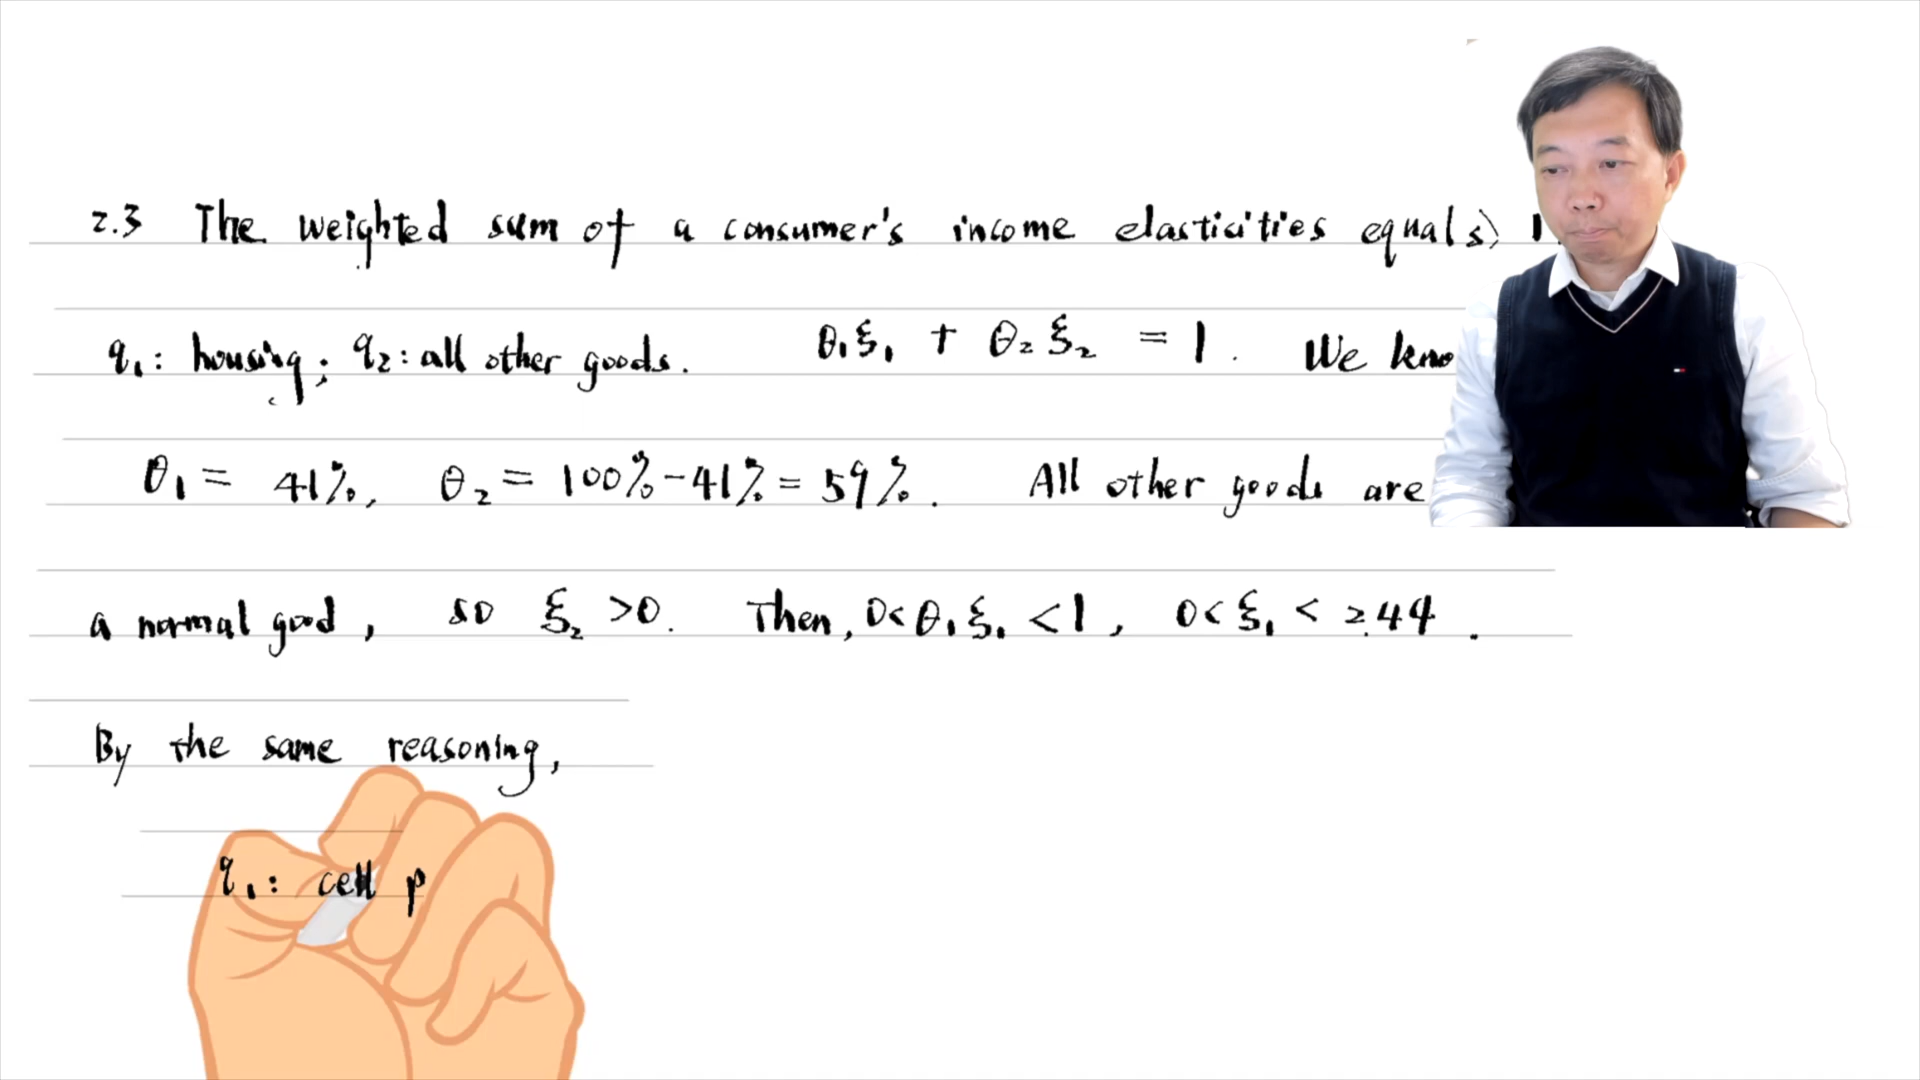 2.3 The weighted sum of a consumer's income elasticities equals) 1.
q₁: housing; q₂: all other goods. θ₁ξ₁ + θ₂ξ₂ = 1. We kno
θ₁ = 41%, θ₂ = 100%-41% = 59%. All other goods are
a normal good, so ξ₂ >0. Then, 0<θ₁ξ₁ <1, 0<ξ₁ < 2.44.
By the same reasoning,
q₁: cell p